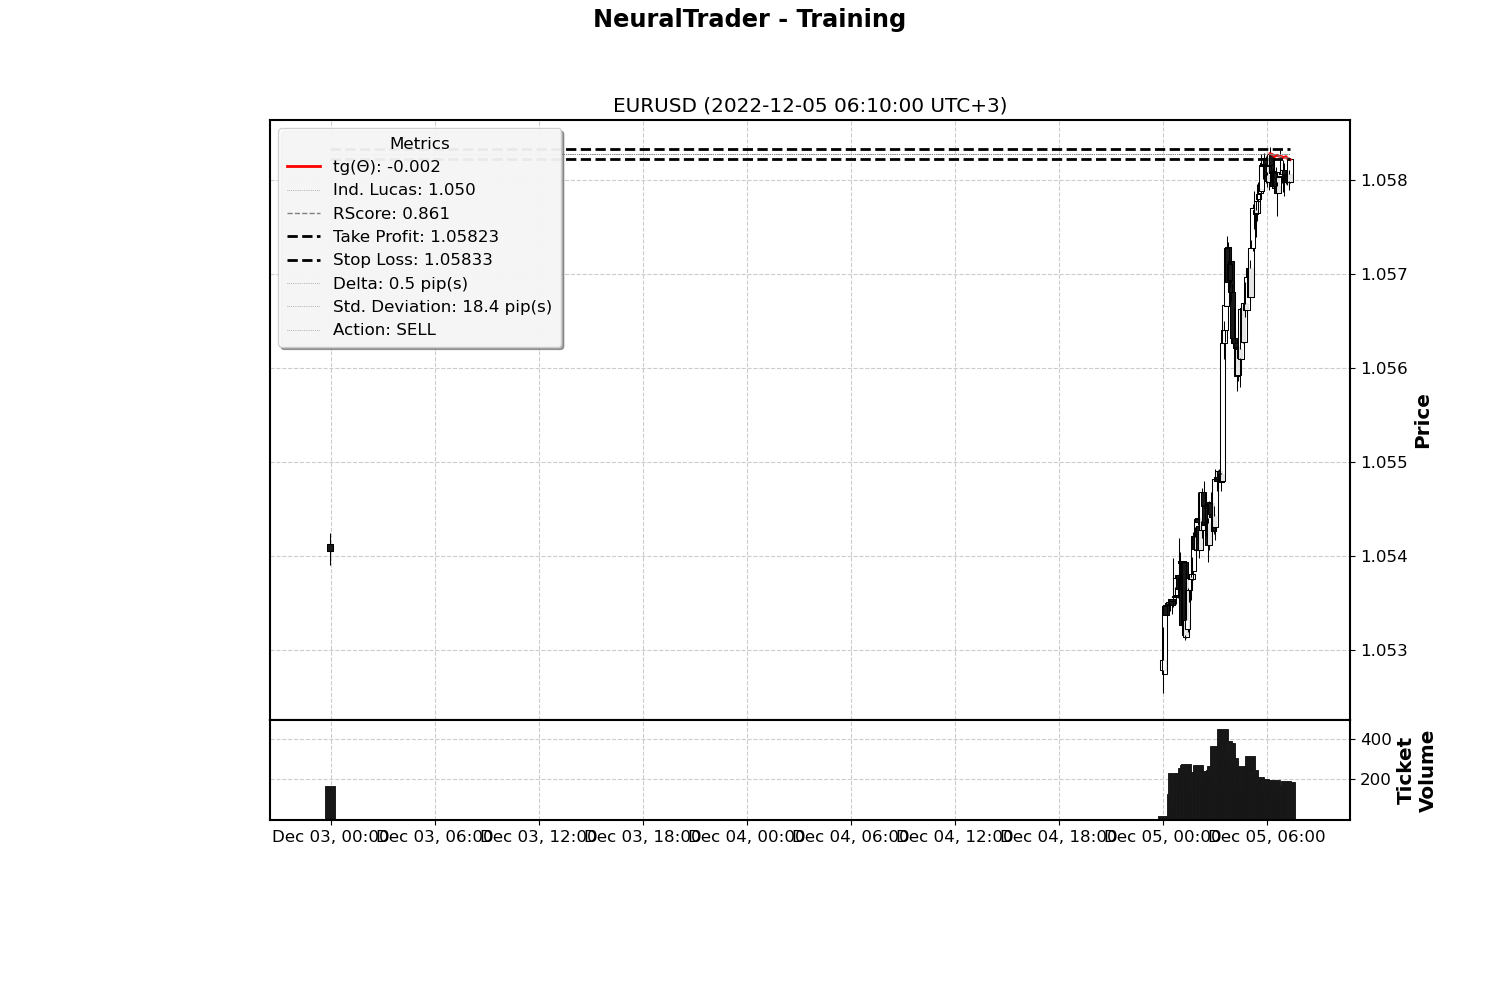 NeuralTrader - Training
EURUSD (2022-12-05 06:10:00 UTC+3)
Metrics
tg(Θ): -0.002
Ind. Lucas: 1.050
RScore: 0.861
Take Profit: 1.05823
Stop Loss: 1.05833
Delta: 0.5 pip(s)
Std. Deviation: 18.4 pip(s)
Action: SELL
1.058
1.057
1.056
1.055
1.054
1.053
Price
400
200
Ticket
Volume
Dec 03, 00:00 Dec 03, 06:00 Dec 03, 12:00 Dec 03, 18:00 Dec 04, 00:00 Dec 04, 06:00 Dec 04, 12:00 Dec 04, 18:00 Dec 05, 00:00 Dec 05, 06:00